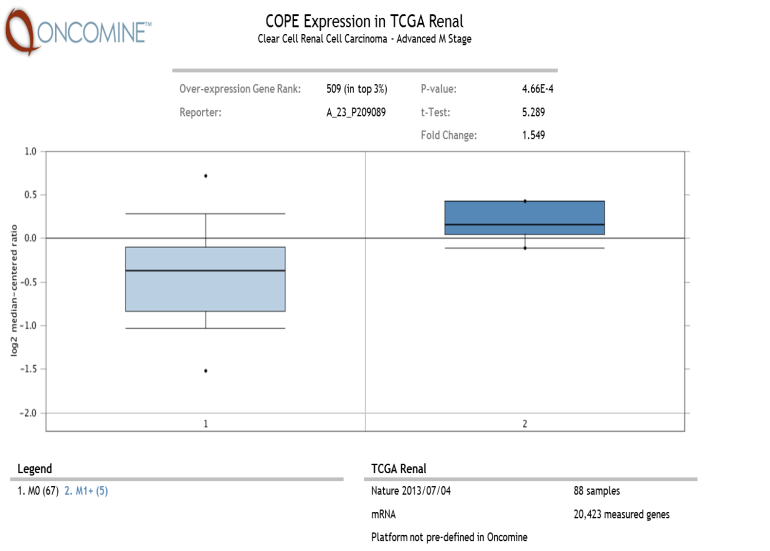 ONCOMINE™
COPE Expression in TCGA Renal
Clear Cell Renal Cell Carcinoma - Advanced M Stage
Over-expression Gene Rank: 509 (in top 3%) P-value: 4.66E-4
Reporter: A_23_P209089 t-Test: 5.289
Fold Change: 1.549
log2 median-centered ratio
1.0
0.5
0.0
-0.5
-1.0
-1.5
-2.0
1 2
Legend
1. M0 (67) 2. M1+ (5)
TCGA Renal
Nature 2013/07/04 88 samples
mRNA 20,423 measured genes
Platform not pre-defined in Oncomine